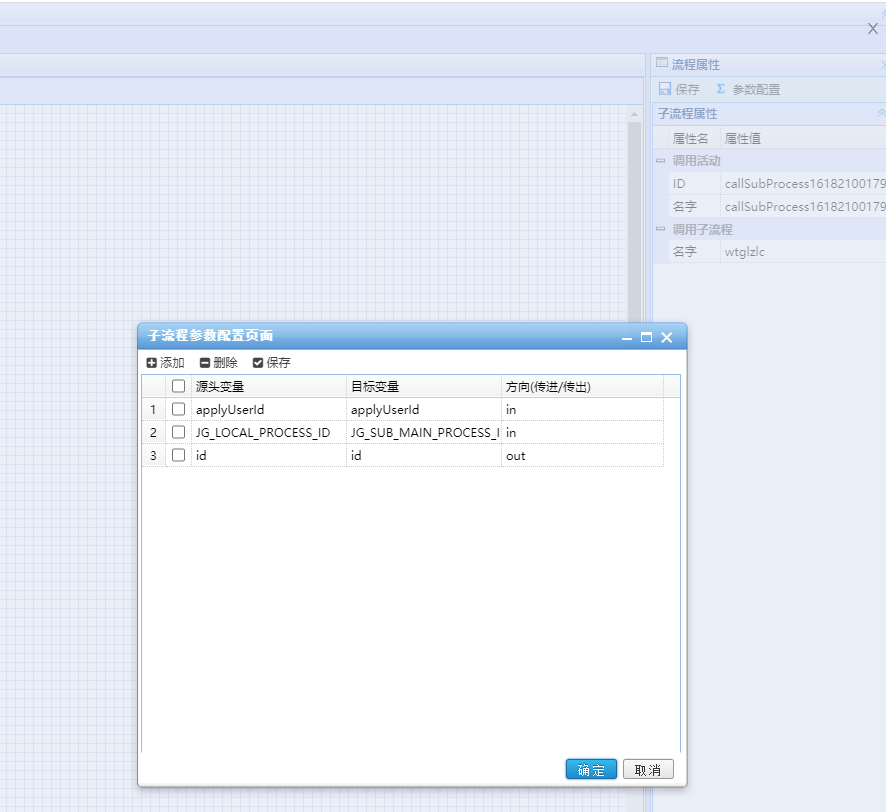 X
流程属性
保存 参数配置
子流程属性
属性名 属性值
调用活动
ID callSubProcess16182100179
名字 callSubProcess16182100179
调用子流程
名字 wtglzlc
子流程参数配置页面
添加 删除 保存
源头变量 目标变量 方向(传进/传出)
1 applyUserId applyUserId in
2 JG_LOCAL_PROCESS_ID JG_SUB_MAIN_PROCESS_I in
3 id id out
确定 取消